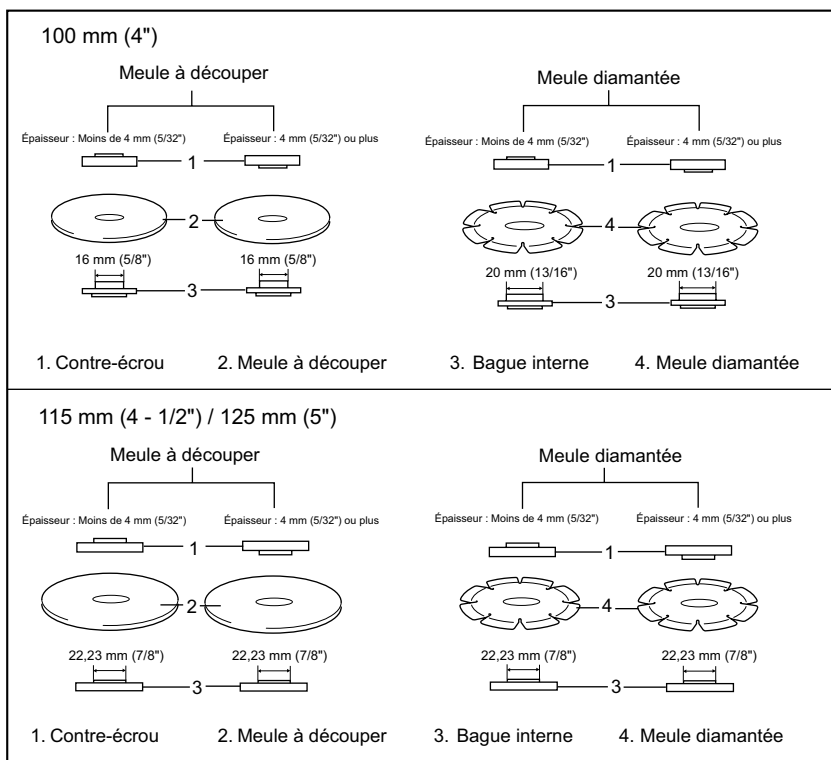 100 mm (4")
Meule à découper
Meule diamantée
Épaisseur : Moins de 4 mm (5/32")
Épaisseur : 4 mm (5/32") ou plus
Épaisseur : Moins de 4 mm (5/32")
Épaisseur : 4 mm (5/32") ou plus
1
1
2
4
16 mm (5/8")
16 mm (5/8")
20 mm (13/16")
20 mm (13/16")
3
3
1. Contre-écrou
2. Meule à découper
3. Bague interne
4. Meule diamantée
115 mm (4 - 1/2") / 125 mm (5")
Meule à découper
Meule diamantée
Épaisseur : Moins de 4 mm (5/32")
Épaisseur : 4 mm (5/32") ou plus
Épaisseur : Moins de 4 mm (5/32")
Épaisseur : 4 mm (5/32") ou plus
1
1
2
4
22,23 mm (7/8")
22,23 mm (7/8")
22,23 mm (7/8")
22,23 mm (7/8")
3
3
1. Contre-écrou
2. Meule à découper
3. Bague interne
4. Meule diamantée